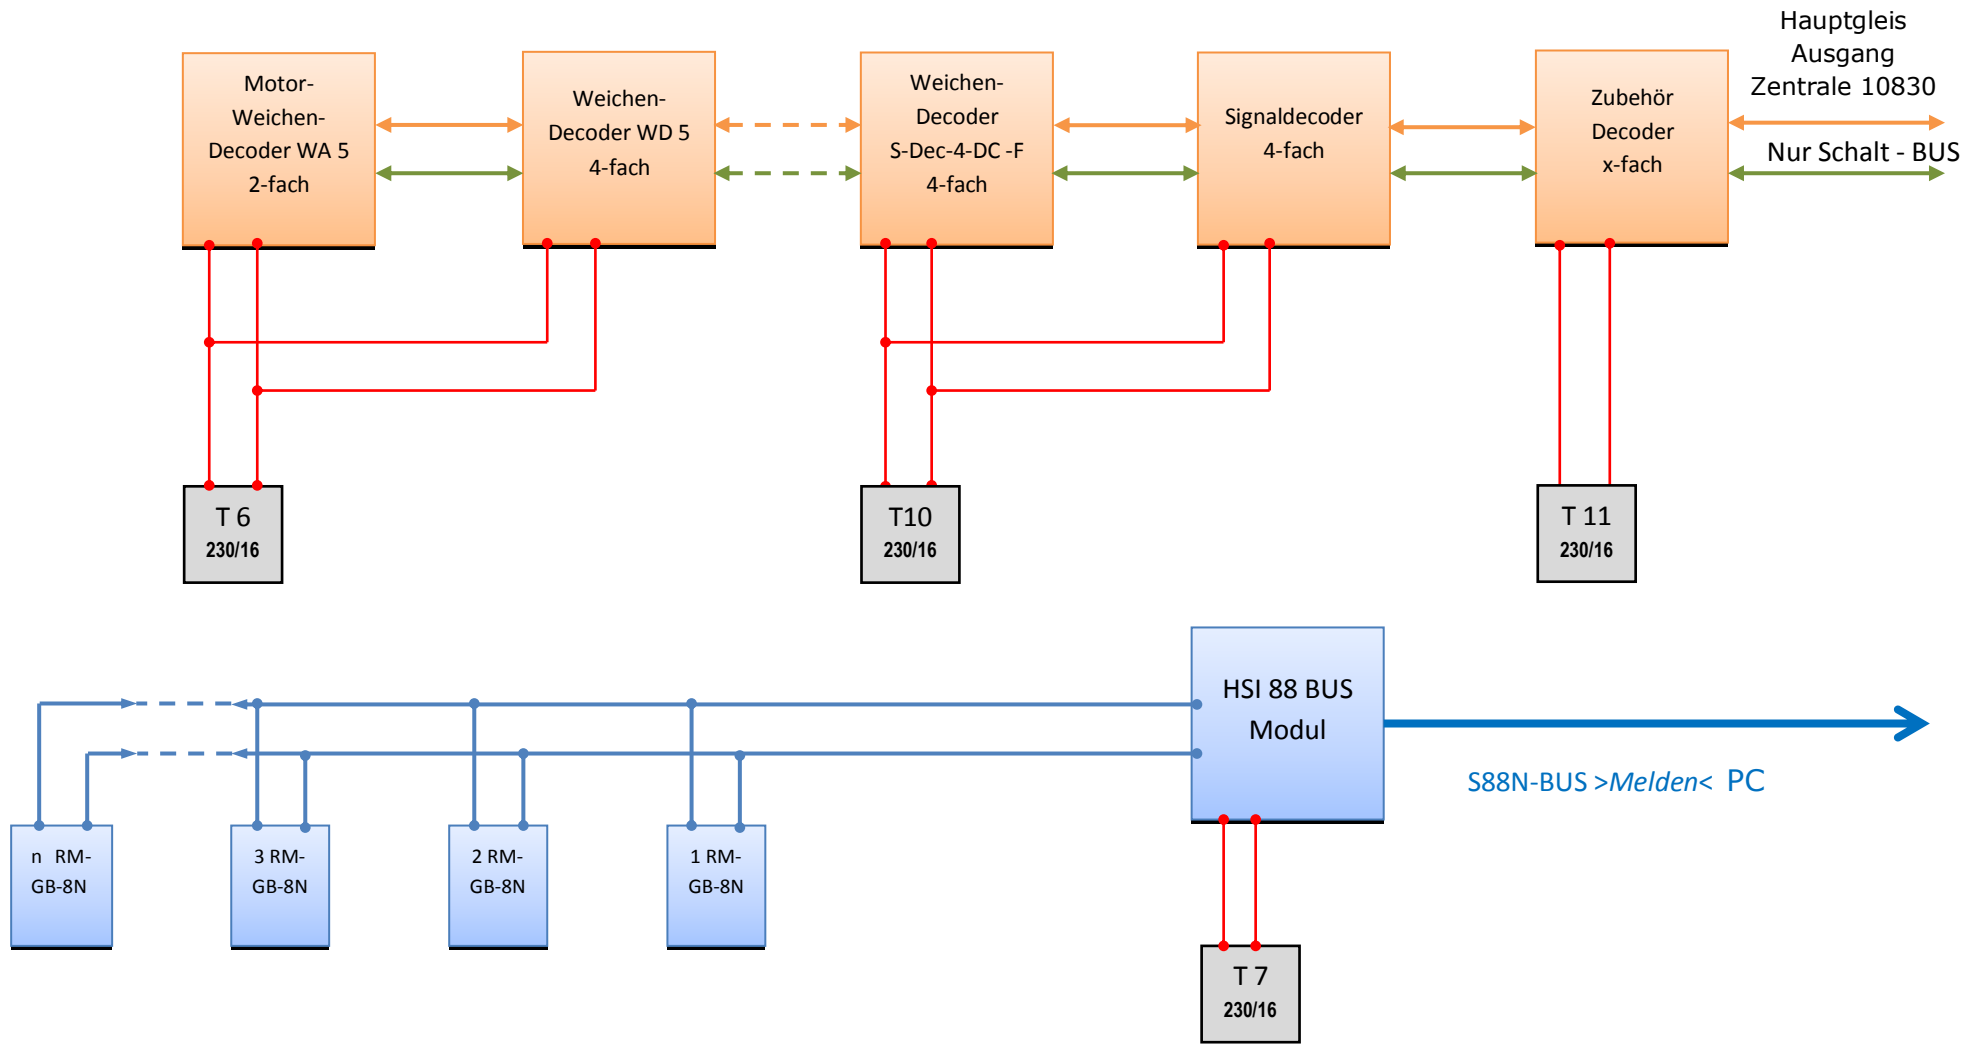 Hauptgleis
Ausgang
Zentrale 10830
Nur Schalt - BUS
Motor-
Weichen-
Decoder WA 5
2-fach
Weichen-
Decoder WD 5
4-fach
Weichen-
Decoder
S-Dec-4-DC -F
4-fach
Signaldecoder
4-fach
Zubehör
Decoder
x-fach
T 6
230/16
T10
230/16
T 11
230/16
HSI 88 BUS
Modul
S88N-BUS >Melden< PC
n RM-
GB-8N
3 RM-
GB-8N
2 RM-
GB-8N
1 RM-
GB-8N
T 7
230/16